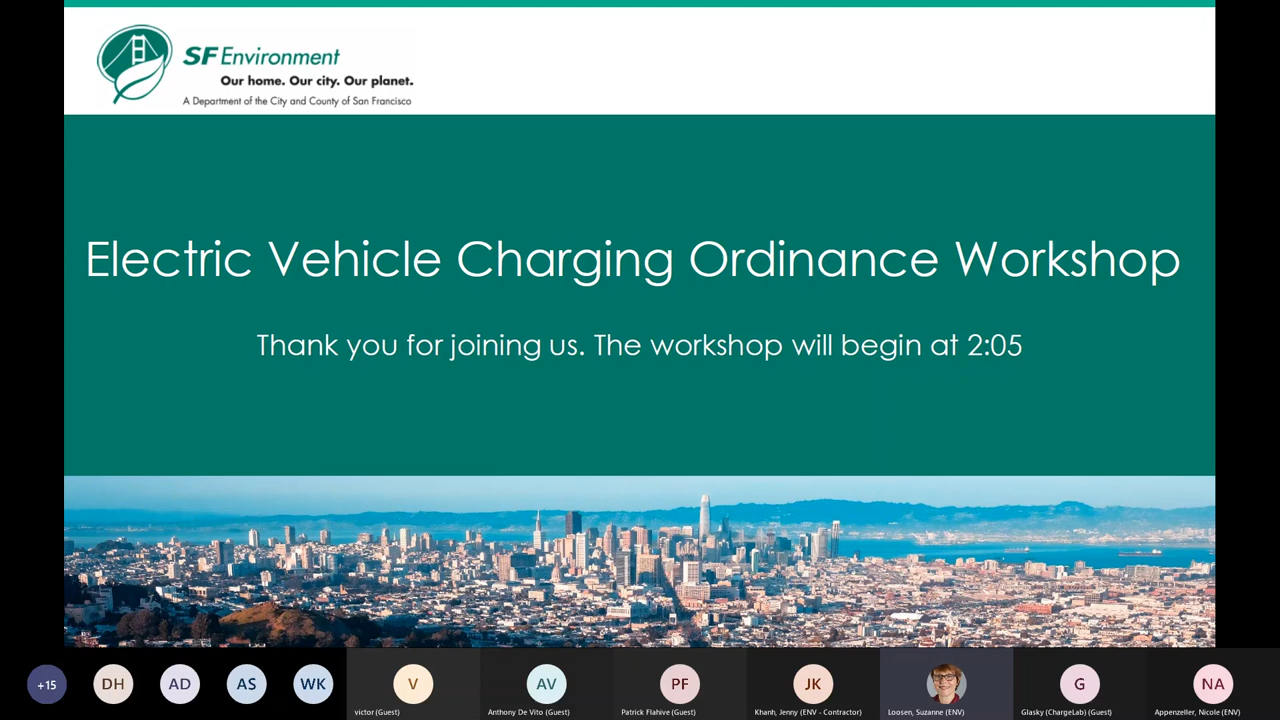 SF Environment
Our home. Our city. Our planet.
A Department of the City and County of San Francisco
Electric Vehicle Charging Ordinance Workshop
Thank you for joining us. The workshop will begin at 2:05
+15
DH
AD
AS
WK
V
AV
PF
JK
G
NA
victor (Guest)
Anthony De Vito (Guest)
Patrick Flahive (Guest)
Khanh, Jenny (ENV - Contractor)
Loosen, Suzanne (ENV)
Glasky (ChargeLab) (Guest)
Appenzeller, Nicole (ENV)